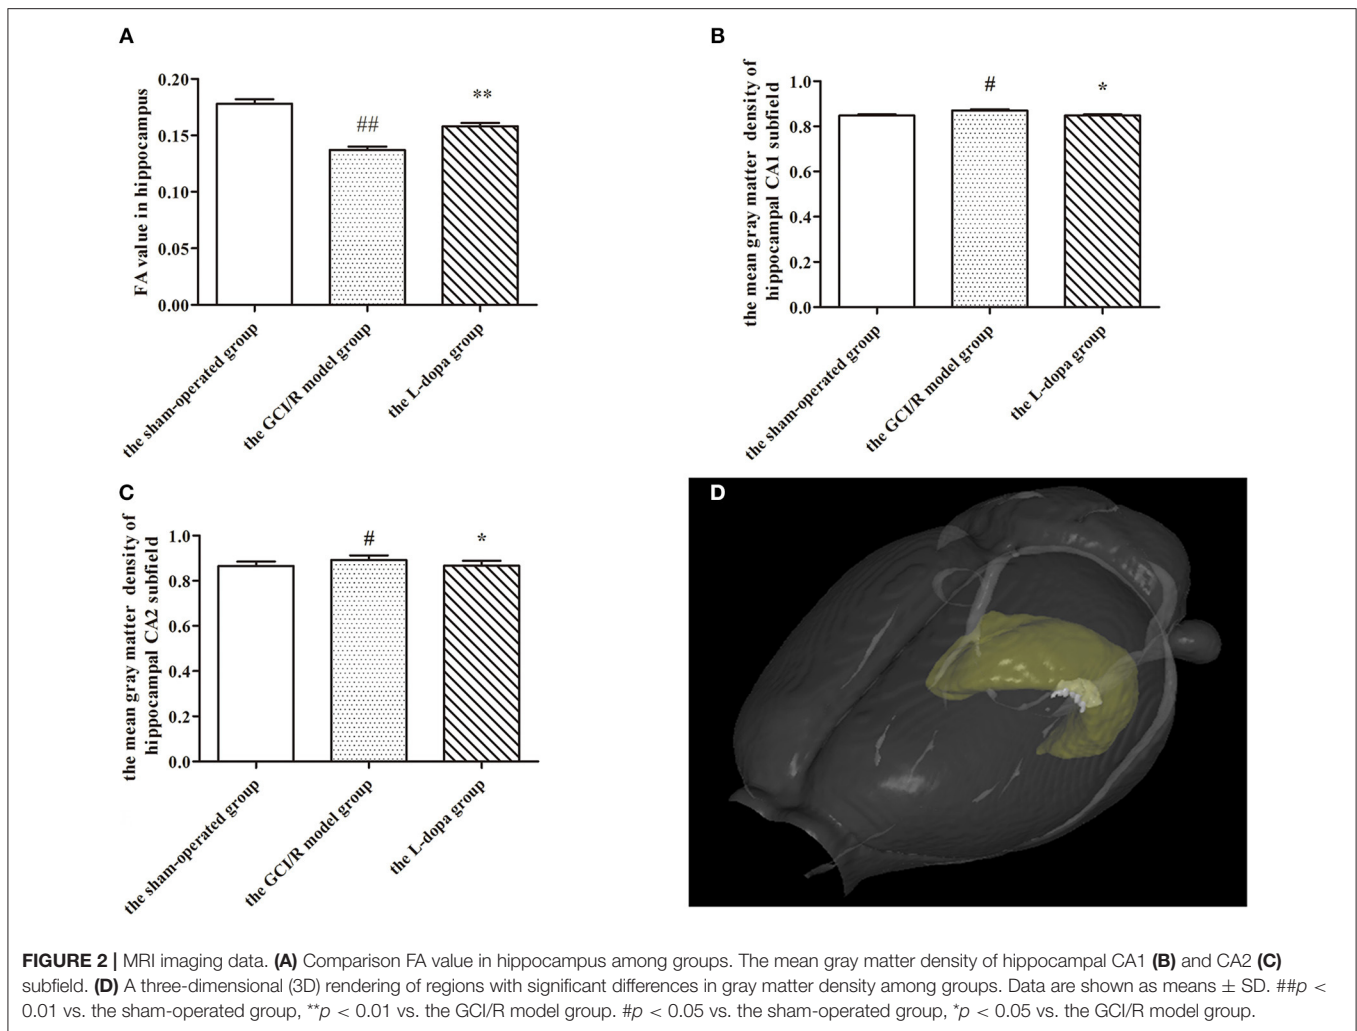 A
FA value in hippocampus
0.20
0.15
0.10
0.05
0.00
##
**
the sham-operated group
the GCI/R model group
the L-dopa group
B
the mean gray matter density of
hippocampal CA1 subfield
1.0
0.8
0.6
0.4
0.2
0.0
#
*
the sham-operated group
the GCI/R model group
the L-dopa group
C
the mean gray matter density of
hippocampal CA2 subfield
1.0
0.8
0.6
0.4
0.2
0.0
#
*
the sham-operated group
the GCI/R model group
the L-dopa group
D
FIGURE 2 | MRI imaging data. (A) Comparison FA value in hippocampus among groups. The mean gray matter density of hippocampal CA1 (B) and CA2 (C)
subfield. (D) A three-dimensional (3D) rendering of regions with significant differences in gray matter density among groups. Data are shown as means ± SD. ##p <
0.01 vs. the sham-operated group, **p < 0.01 vs. the GCI/R model group. #p < 0.05 vs. the sham-operated group, *p < 0.05 vs. the GCI/R model group.